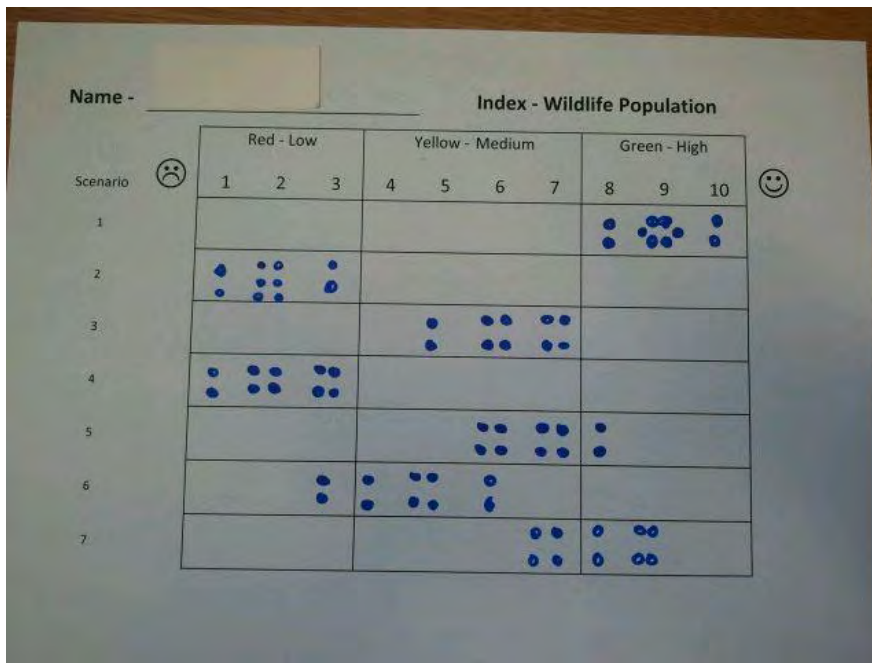 Name -
Index - Wildlife Population
Red - Low Yellow - Medium Green - High
Scenario 1 2 3 4 5 6 7 8 9 10
1
2
3
4
5
6
7